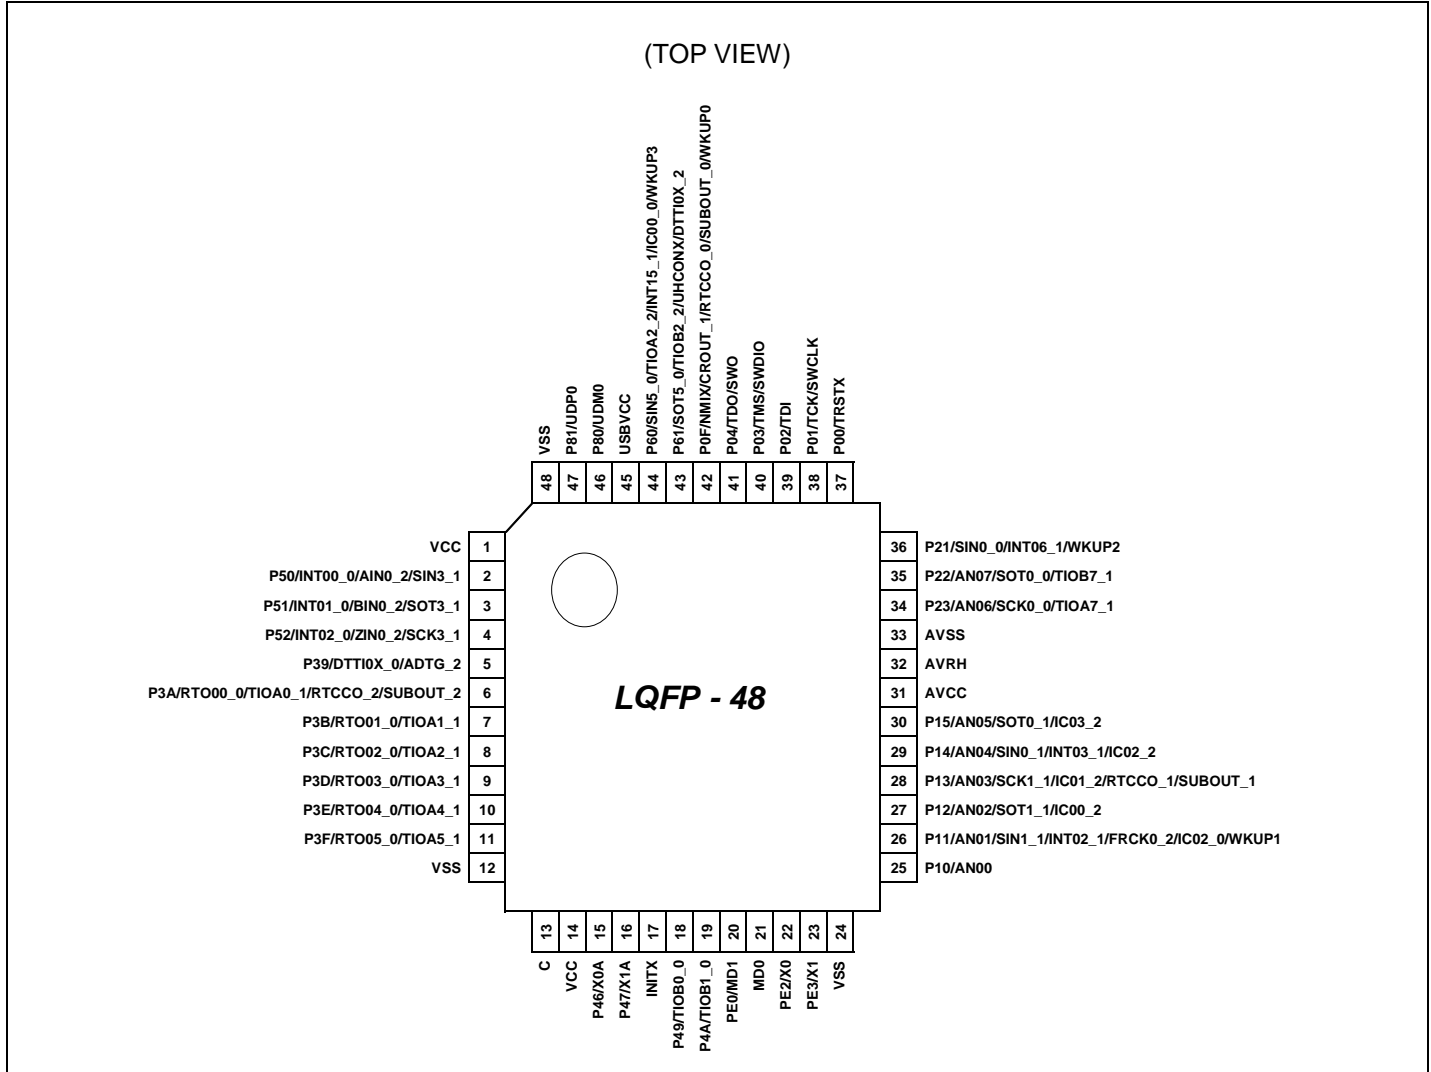 (TOP VIEW)
VSS
P81/UDP0
P80/UDM0
USBVCC
P60/SIN5_0/TIOA2_2/INT15_1/IC00_0/WKUP3
P61/SOT5_0/TIOB2_2/UHCONX/DTTI0X_2
P0F/NMIX/CROUT_1/RTCCO_0/SUBOUT_0/WKUP0
P04/TDO/SWO
P03/TMS/SWDIO
P02/TDI
P01/TCK/SWCLK
P00/TRSTX
48
47
46
45
44
43
42
41
40
39
38
37
VCC 1
P50/INT00_0/AIN0_2/SIN3_1 2
P51/INT01_0/BIN0_2/SOT3_1 3
P52/INT02_0/ZIN0_2/SCK3_1 4
P39/DTTI0X_0/ADTG_2 5
P3A/RTO00_0/TIOA0_1/RTCCO_2/SUBOUT_2 6
P3B/RTO01_0/TIOA1_1 7
P3C/RTO02_0/TIOA2_1 8
P3D/RTO03_0/TIOA3_1 9
P3E/RTO04_0/TIOA4_1 10
P3F/RTO05_0/TIOA5_1 11
VSS 12
LQFP - 48
36 P21/SIN0_0/INT06_1/WKUP2
35 P22/AN07/SOT0_0/TIOB7_1
34 P23/AN06/SCK0_0/TIOA7_1
33 AVSS
32 AVRH
31 AVCC
30 P15/AN05/SOT0_1/IC03_2
29 P14/AN04/SIN0_1/INT03_1/IC02_2
28 P13/AN03/SCK1_1/IC01_2/RTCCO_1/SUBOUT_1
27 P12/AN02/SOT1_1/IC00_2
26 P11/AN01/SIN1_1/INT02_1/FRCK0_2/IC02_0/WKUP1
25 P10/AN00
13
14
15
16
17
18
19
20
21
22
23
24
C
VCC
P46/X0A
P47/X1A
INITX
P49/TIOB0_0
P4A/TIOB1_0
PE0/MD1
MD0
PE2/X0
PE3/X1
VSS